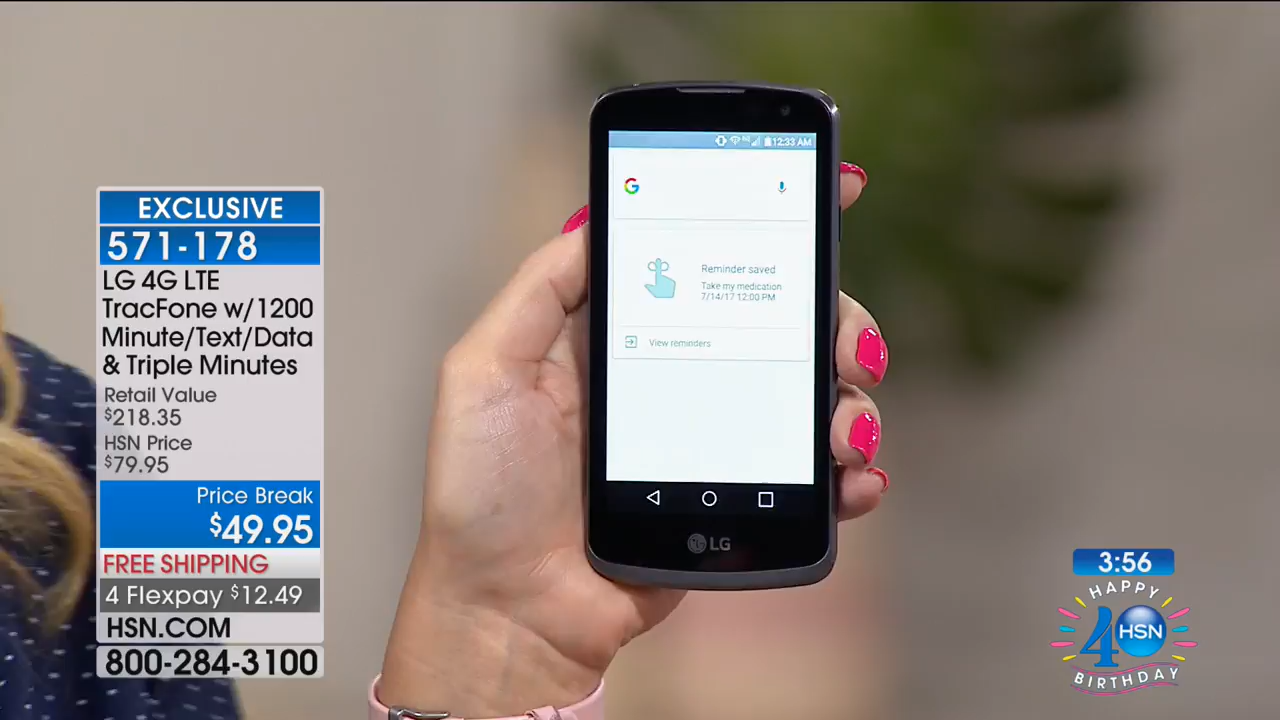 EXCLUSIVE
571-178
LG 4G LTE
TracFone w/1200
Minute/Text/Data
& Triple Minutes
Retail Value
$218.35
HSN Price
$79.95
Price Break
$49.95
FREE SHIPPING
4 Flexpay $12.49
HSN.COM
800-284-3100
12:33 AM
G
Reminder saved
Take my medication
7/14/17 12:00 PM
View reminders
LG
3:56
HAPPY
40
HSN
BIRTHDAY